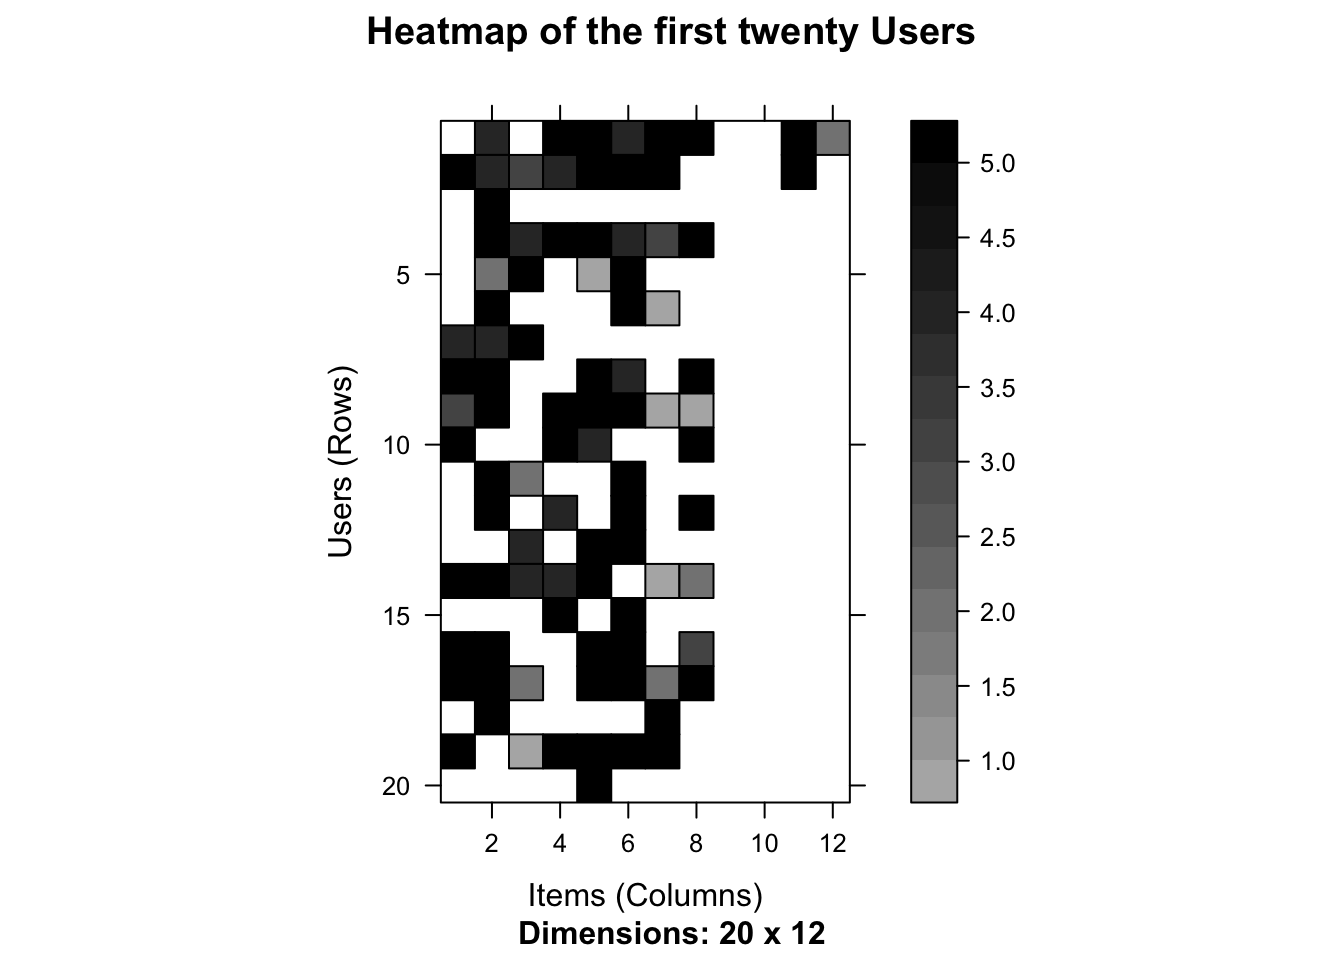 Heatmap of the first twenty Users
5.0
4.5
4.0
3.5
3.0
2.5
2.0
1.5
1.0
Users (Rows)
5
10
15
20
2 4 6 8 10 12
Items (Columns)
Dimensions: 20 x 12